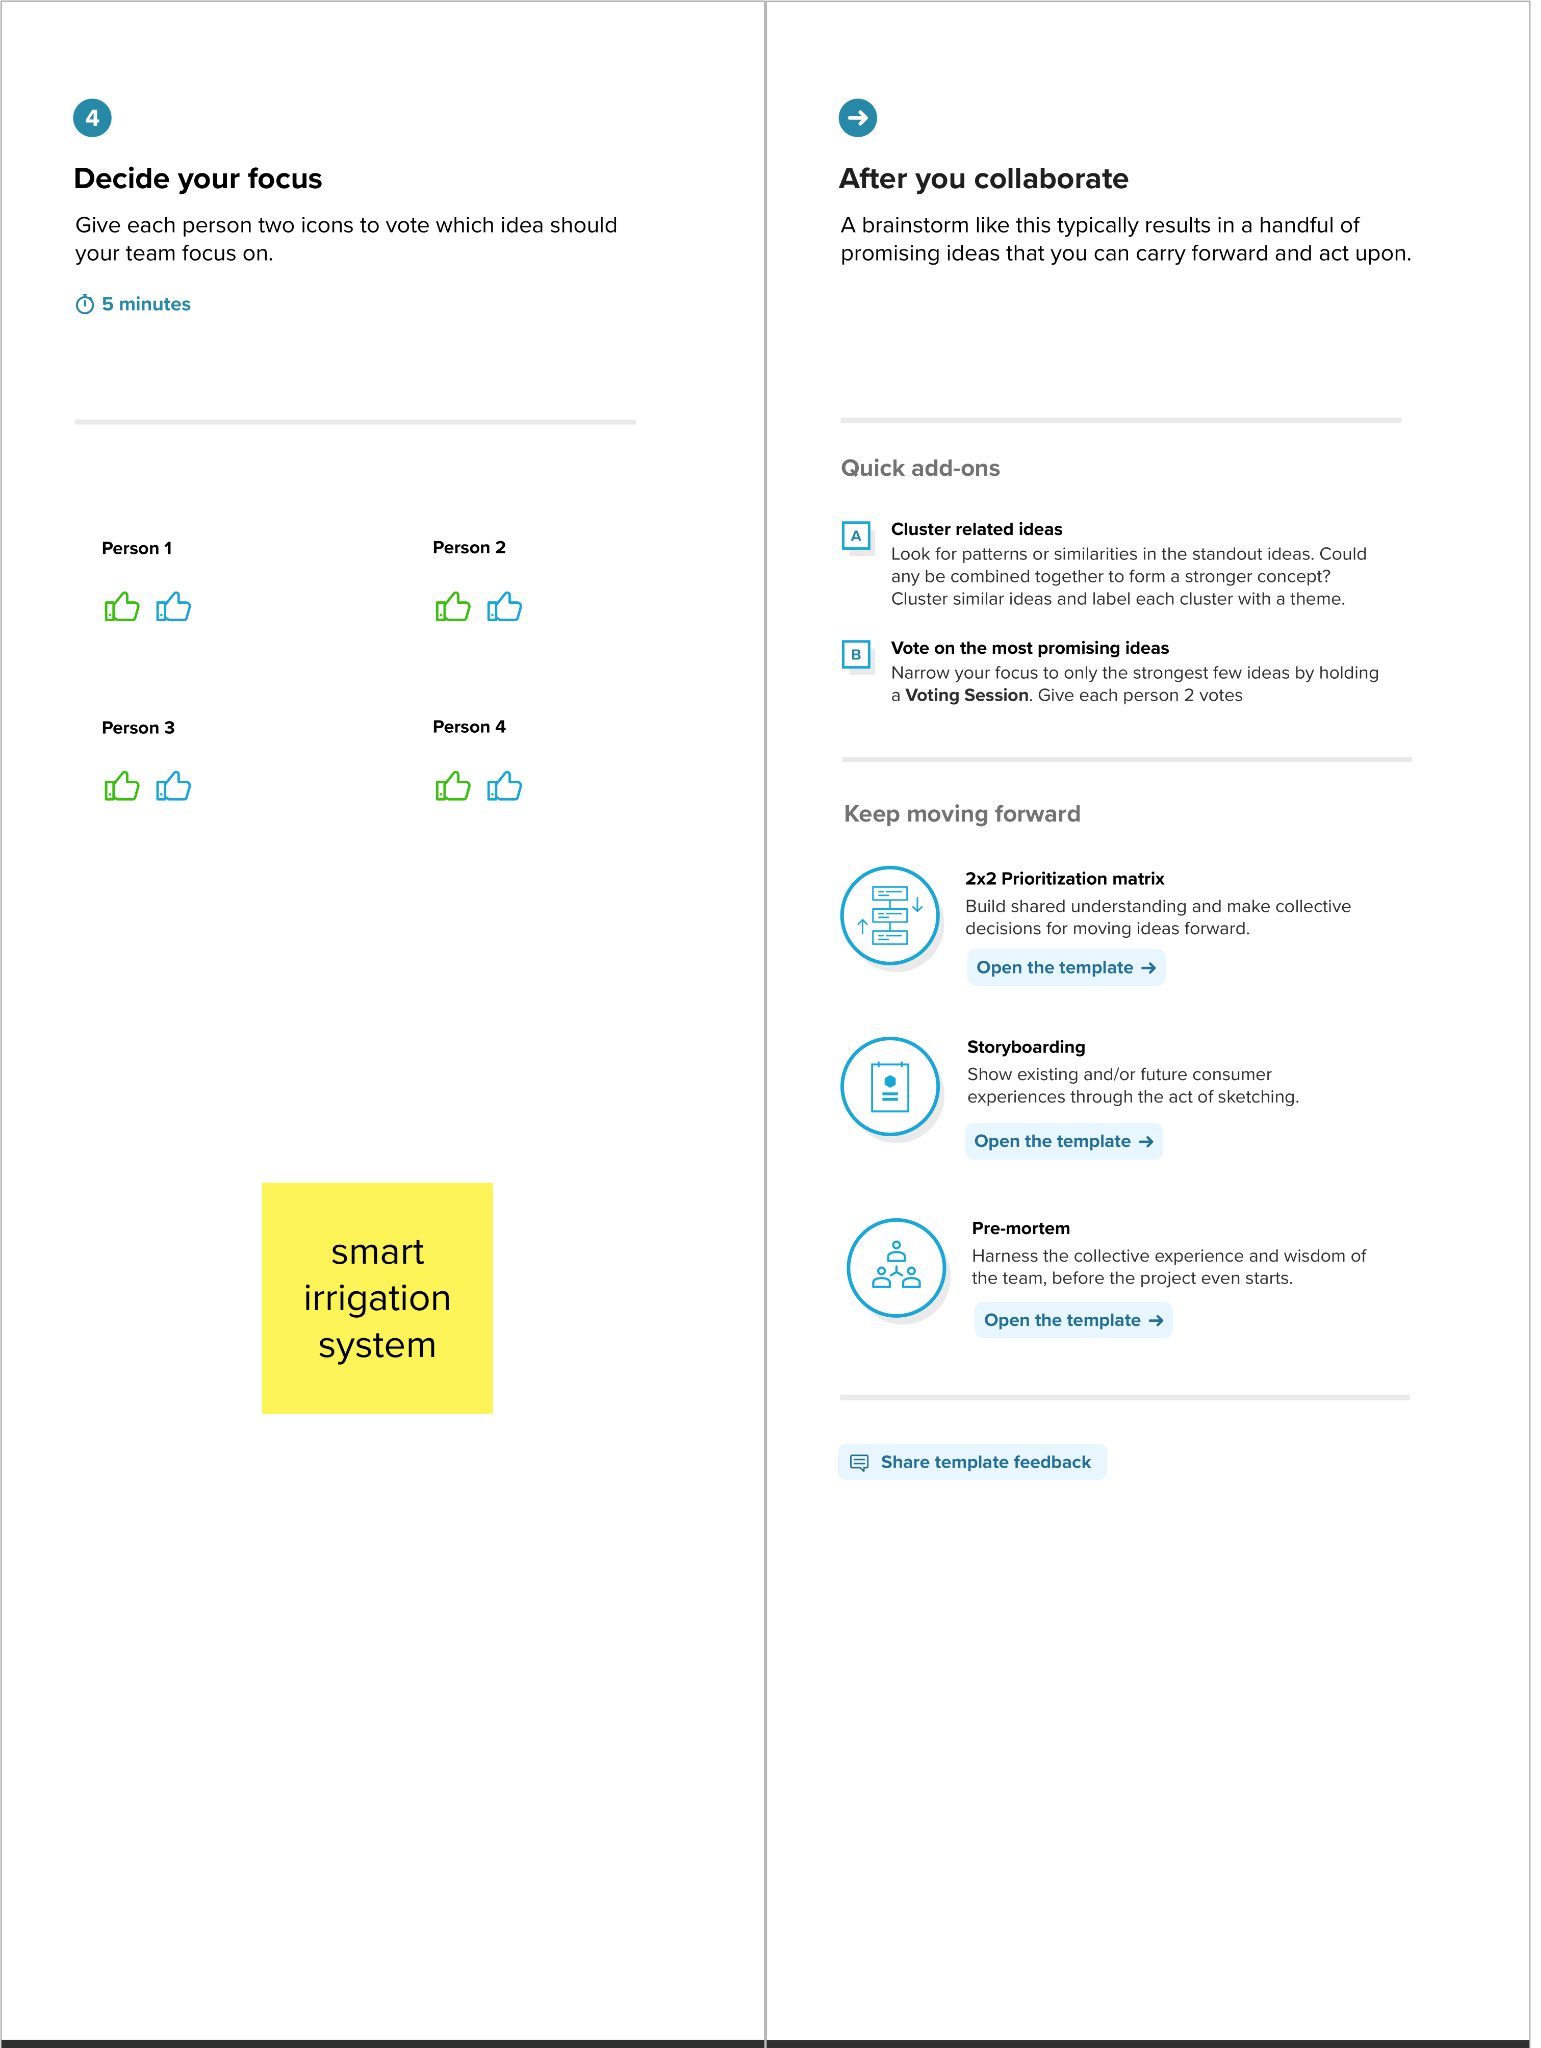 4
Decide your focus
Give each person two icons to vote which idea should
your team focus on.
5 minutes
Person 1
Person 2
Person 3
Person 4
smart
irrigation
system
After you collaborate
A brainstorm like this typically results in a handful of
promising ideas that you can carry forward and act upon.
Quick add-ons
A
Cluster related ideas
Look for patterns or similarities in the standout ideas. Could
any be combined together to form a stronger concept?
Cluster similar ideas and label each cluster with a theme.
B
Vote on the most promising ideas
Narrow your focus to only the strongest few ideas by holding
a Voting Session. Give each person 2 votes
Keep moving forward
2x2 Prioritization matrix
Build shared understanding and make collective
decisions for moving ideas forward.
Open the template →
Storyboarding
Show existing and/or future consumer
experiences through the act of sketching.
Open the template →
Pre-mortem
Harness the collective experience and wisdom of
the team, before the project even starts.
Open the template →
Share template feedback